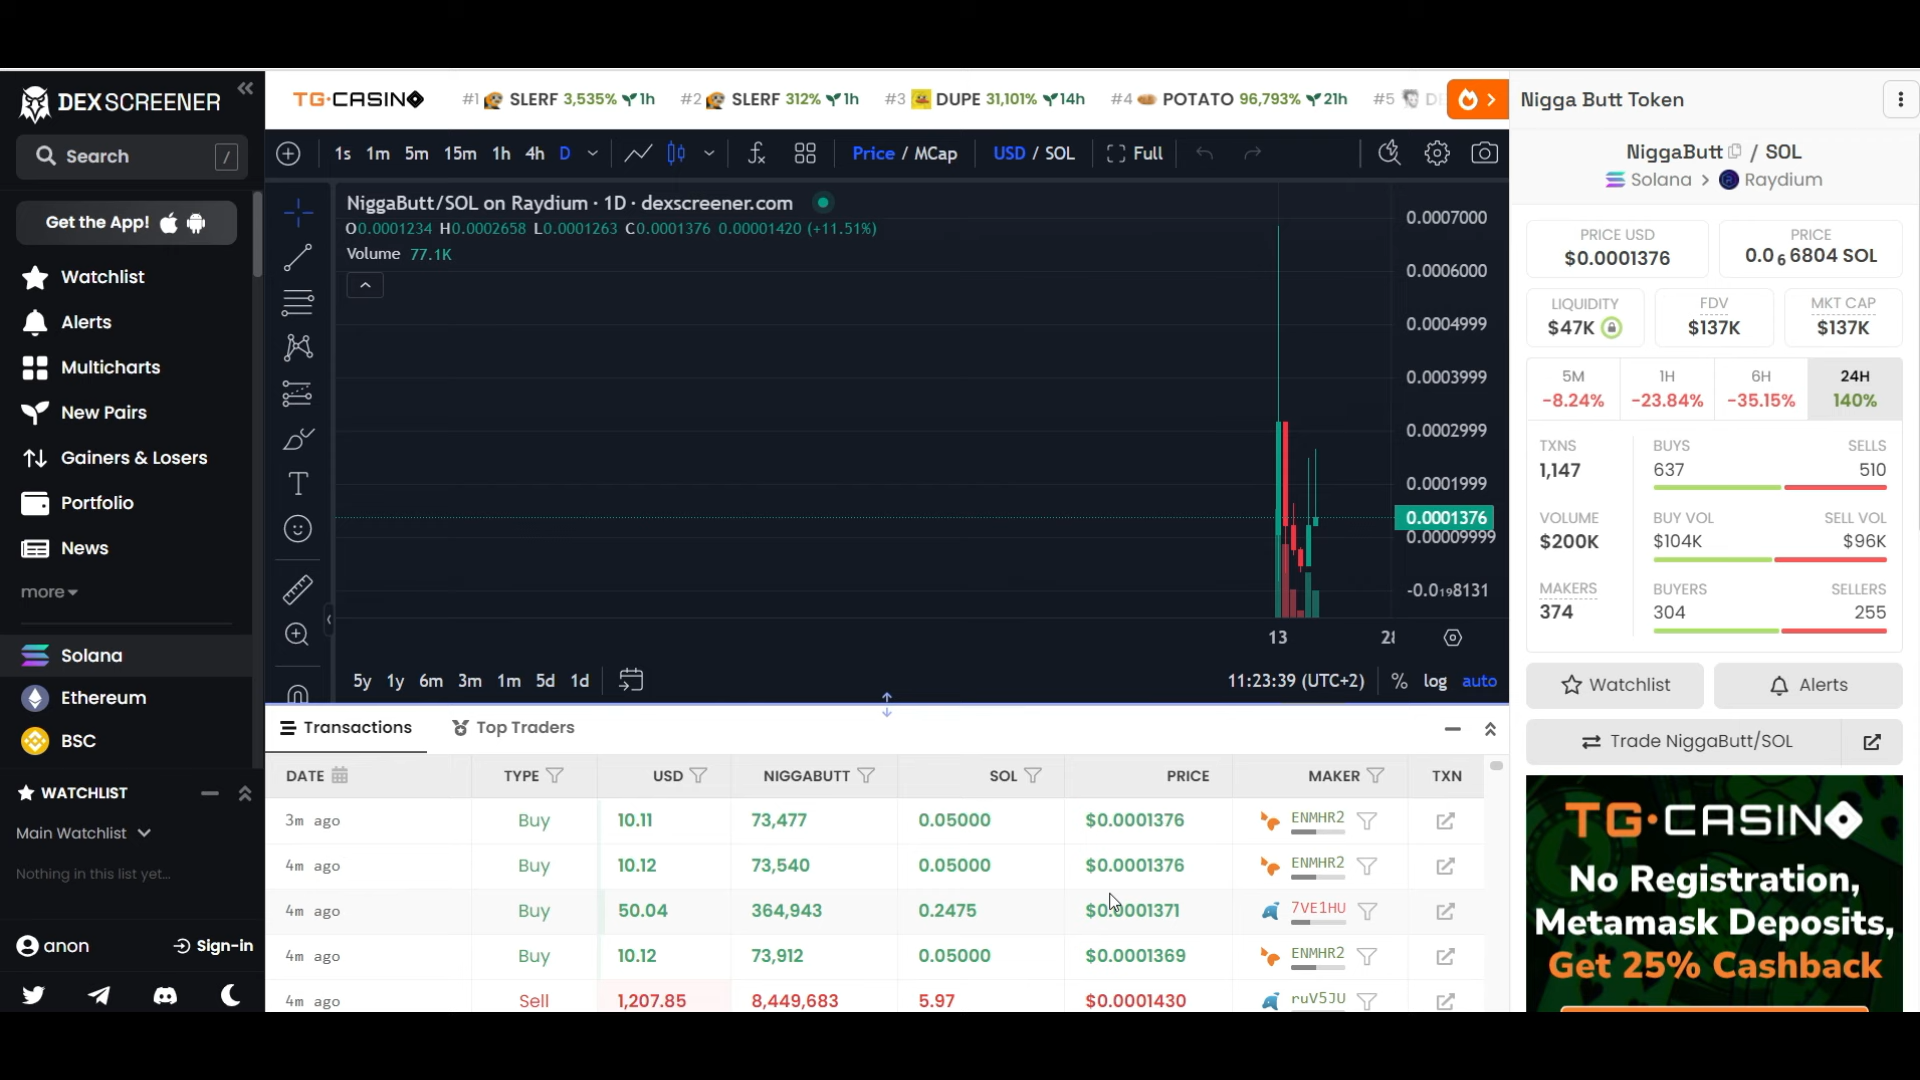 DEX SCREENER
Search /
Get the App!
Watchlist
Alerts
Multicharts
New Pairs
Gainers & Losers
Portfolio
News
more
Solana
Ethereum
BSC
WATCHLIST
Main Watchlist
Nothing in this list yet...
anon Sign-in
TG·CASINO #1 SLERF 3,535% 1h #2 SLERF 312% 1h #3 DUPE 31,101% 14h #4 POTATO 96,793% 21h #5
1s 1m 5m 15m 1h 4h D Price / MCap USD / SOL Full
NiggaButt/SOL on Raydium · 1D · dexscreener.com
O0.0001234 H0.0002658 L0.0001263 C0.0001376 0.00001420 (+11.51%)
Volume 77.1K
0.0007000
0.0006000
0.0004999
0.0003999
0.0002999
0.0001999
0.0001376
0.00009999
-0.0₁₉8131
13 28
5y 1y 6m 3m 1m 5d 1d 11:23:39 (UTC+2) % log auto
Transactions Top Traders
DATE TYPE USD NIGGABUTT SOL PRICE MAKER TXN
3m ago Buy 10.11 73,477 0.05000 $0.0001376 ENMHR2
4m ago Buy 10.12 73,540 0.05000 $0.0001376 ENMHR2
4m ago Buy 50.04 364,943 0.2475 $0.0001371 7VE1HU
4m ago Buy 10.12 73,912 0.05000 $0.0001369 ENMHR2
4m ago Sell 1,207.85 8,449,683 5.97 $0.0001430 ruV5JU
Nigga Butt Token
NiggaButt / SOL
Solana > Raydium
PRICE USD PRICE
$0.0001376 0.0₆6804 SOL
LIQUIDITY FDV MKT CAP
$47K $137K $137K
5M 1H 6H 24H
-8.24% -23.84% -35.15% 140%
TXNS BUYS SELLS
1,147 637 510
VOLUME BUY VOL SELL VOL
$200K $104K $96K
MAKERS BUYERS SELLERS
374 304 255
Watchlist Alerts
Trade NiggaButt/SOL
TG·CASINO
No Registration,
Metamask Deposits,
Get 25% Cashback